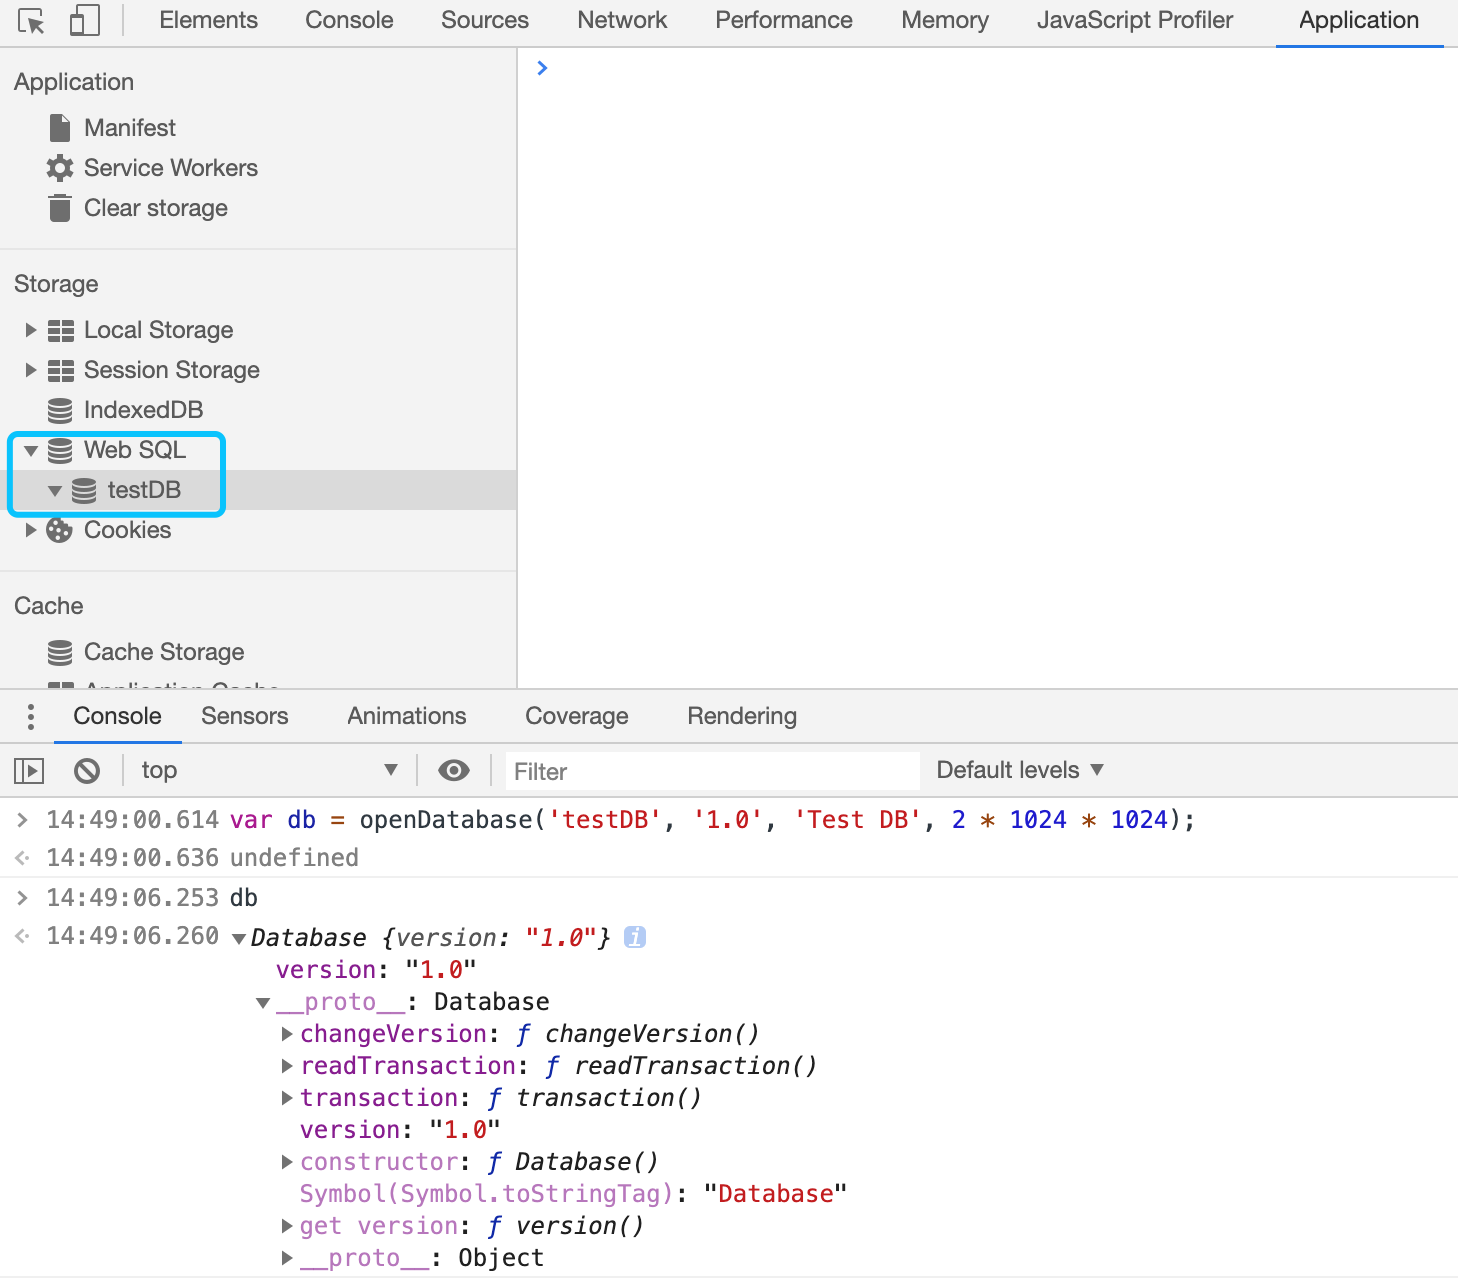 Elements Console Sources Network Performance Memory JavaScript Profiler Application
Application
Manifest
Service Workers
Clear storage
Storage
Local Storage
Session Storage
IndexedDB
Web SQL
testDB
Cookies
Cache
Cache Storage
Application Cache
Console Sensors Animations Coverage Rendering
top Filter Default levels
14:49:00.614 var db = openDatabase('testDB', '1.0', 'Test DB', 2 * 1024 * 1024);
14:49:00.636 undefined
14:49:06.253 db
14:49:06.260 Database {version: "1.0"} i
version: "1.0"
__proto__: Database
changeVersion: ƒ changeVersion()
readTransaction: ƒ readTransaction()
transaction: ƒ transaction()
version: "1.0"
constructor: ƒ Database()
Symbol(Symbol.toStringTag): "Database"
get version: ƒ version()
__proto__: Object